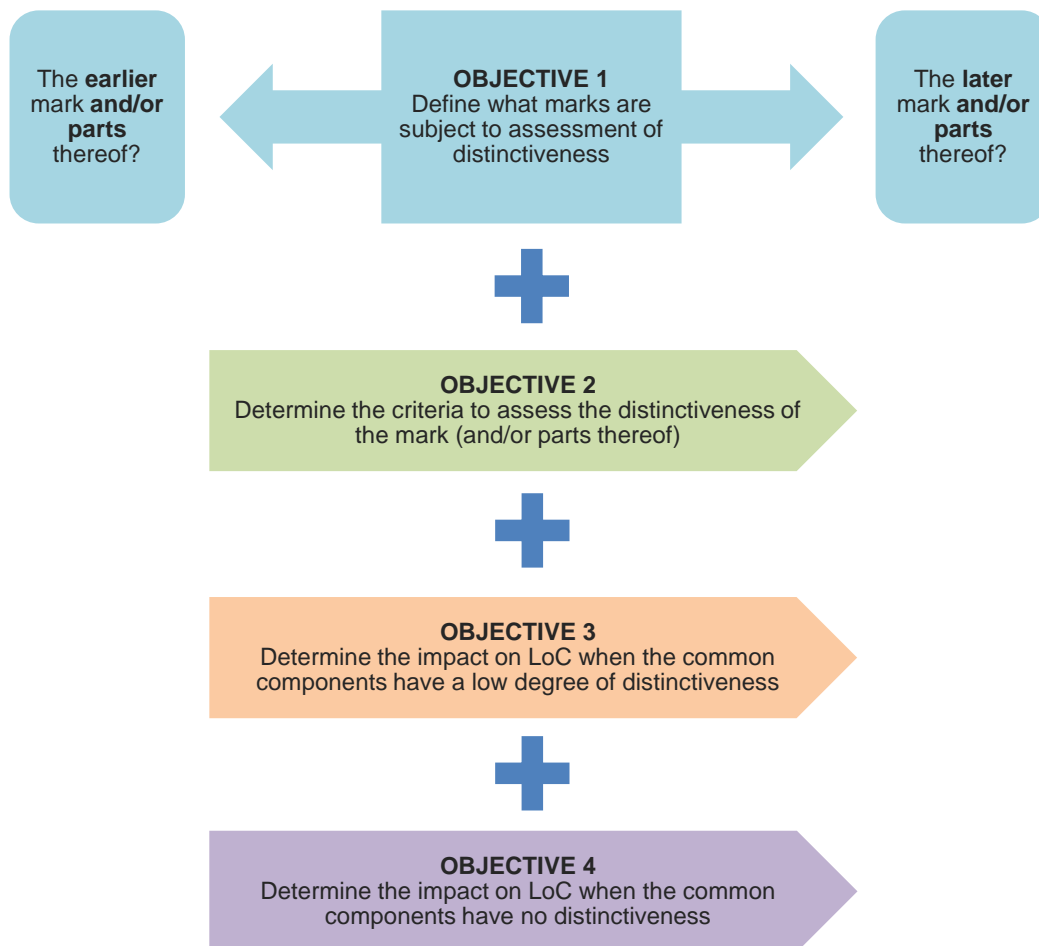 The earlier
mark and/or
parts
thereof?
OBJECTIVE 1
Define what marks are
subject to assessment of
distinctiveness
The later
mark and/or
parts
thereof?
OBJECTIVE 2
Determine the criteria to assess the distinctiveness of
the mark (and/or parts thereof)
OBJECTIVE 3
Determine the impact on LoC when the common
components have a low degree of distinctiveness
OBJECTIVE 4
Determine the impact on LoC when the common
components have no distinctiveness